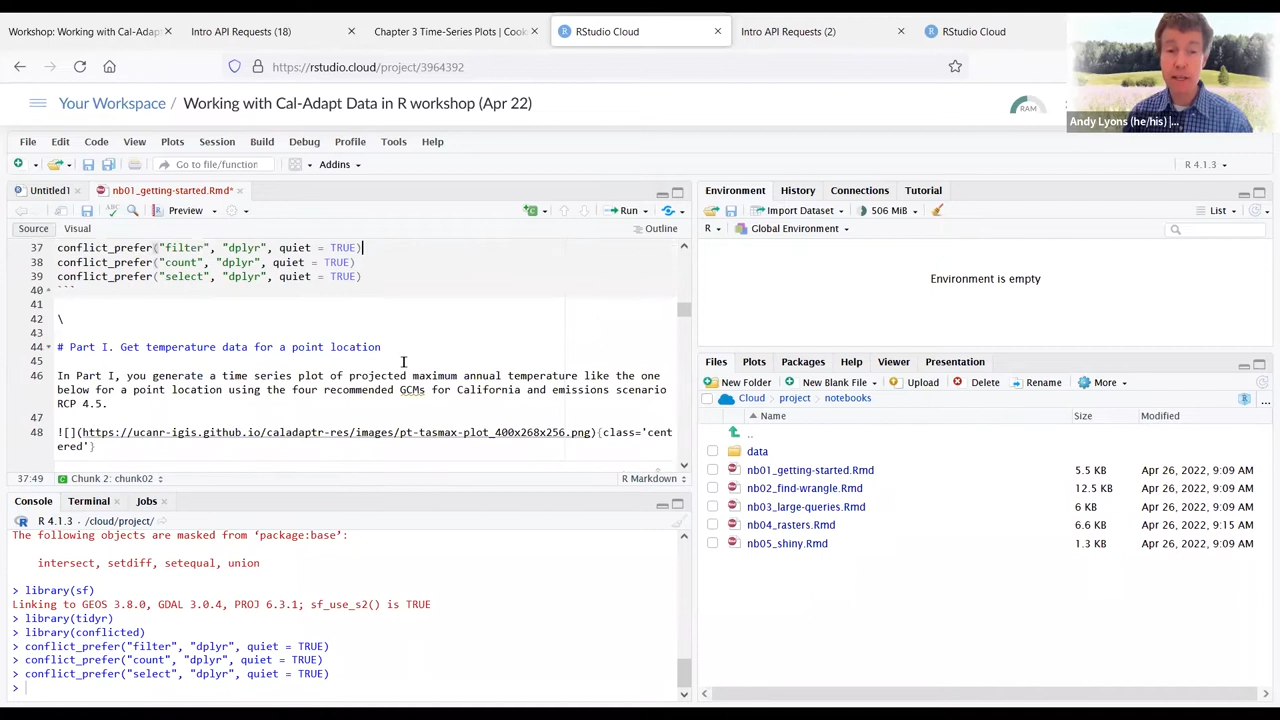 Workshop: Working with Cal-Adapt
Intro API Requests (18)
Chapter 3 Time-Series Plots | Cook
RStudio Cloud
Intro API Requests (2)
RStudio Cloud
https://rstudio.cloud/project/3964392
Your Workspace / Working with Cal-Adapt Data in R workshop (Apr 22)
RAM
Andy Lyons (he/his) |...
File Edit Code View Plots Session Build Debug Profile Tools Help
Go to file/function Addins R 4.1.3
Untitled1 nb01_getting-started.Rmd*
Preview Run
Source Visual Outline
37 conflict_prefer("filter", "dplyr", quiet = TRUE)
38 conflict_prefer("count", "dplyr", quiet = TRUE)
39 conflict_prefer("select", "dplyr", quiet = TRUE)
40 ```
41
42 \
43
44 # Part I. Get temperature data for a point location
45
46 In Part I, you generate a time series plot of projected maximum annual temperature like the one
below for a point location using the four recommended GCMs for California and emissions scenario
RCP 4.5.
47
48 ![](https://ucanr-igis.github.io/caladaptr-res/images/pt-tasmax-plot_400x268x256.png){class='cent
ered'}
37:49 Chunk 2: chunk02 R Markdown
Console Terminal Jobs
R 4.1.3 · /cloud/project/
The following objects are masked from ‘package:base’:
intersect, setdiff, setequal, union
> library(sf)
Linking to GEOS 3.8.0, GDAL 3.0.4, PROJ 6.3.1; sf_use_s2() is TRUE
> library(tidyr)
> library(conflicted)
> conflict_prefer("filter", "dplyr", quiet = TRUE)
> conflict_prefer("count", "dplyr", quiet = TRUE)
> conflict_prefer("select", "dplyr", quiet = TRUE)
>
Environment History Connections Tutorial
Import Dataset 506 MiB List
R Global Environment
Environment is empty
Files Plots Packages Help Viewer Presentation
New Folder New Blank File Upload Delete Rename More
Cloud project notebooks ...
Name Size Modified
..
data
nb01_getting-started.Rmd 5.5 KB Apr 26, 2022, 9:09 AM
nb02_find-wrangle.Rmd 12.5 KB Apr 26, 2022, 9:09 AM
nb03_large-queries.Rmd 6 KB Apr 26, 2022, 9:09 AM
nb04_rasters.Rmd 6.6 KB Apr 26, 2022, 9:15 AM
nb05_shiny.Rmd 1.3 KB Apr 26, 2022, 9:09 AM